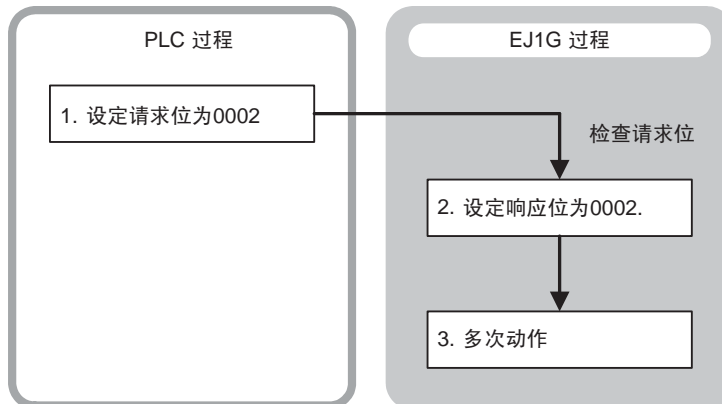 PLC 过程
EJ1G 过程
1. 设定请求位为0002
检查请求位
2. 设定响应位为0002.
3. 多次动作